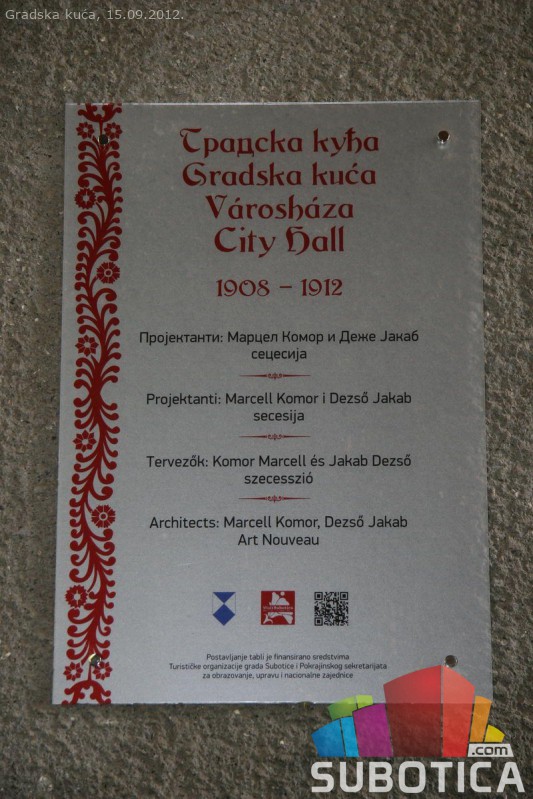 Gradska kuća, 15.09.2012.
Градска кућа
Gradska kuća
Városháza
City Hall
1908 – 1912
Пројектанти: Марцел Комор и Деже Јакаб
сецесија
Projektanti: Marcell Komor i Dezső Jakab
secesija
Tervezők: Komor Marcell és Jakab Dezső
szecesszió
Architects: Marcell Komor, Dezső Jakab
Art Nouveau
Postavljanje tabli je finansirano sredstvima
Turističke organizacije grada Subotice i Pokrajinskog sekretarijata
za obrazovanje, upravu i nacionalne zajednice
.com
SUBOTICA